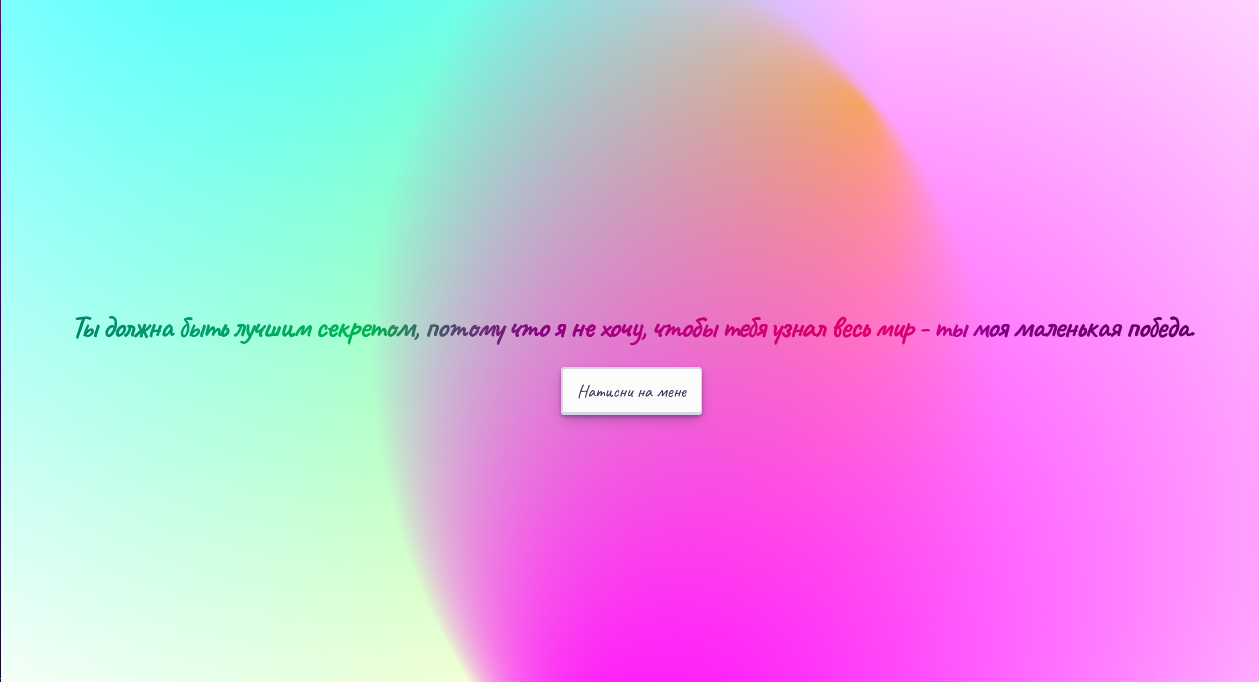 Ты должна быть лучшим секретом, потому что я не хочу, чтобы тебя узнал весь мир - ты моя маленькая победа.
Натисни на мене